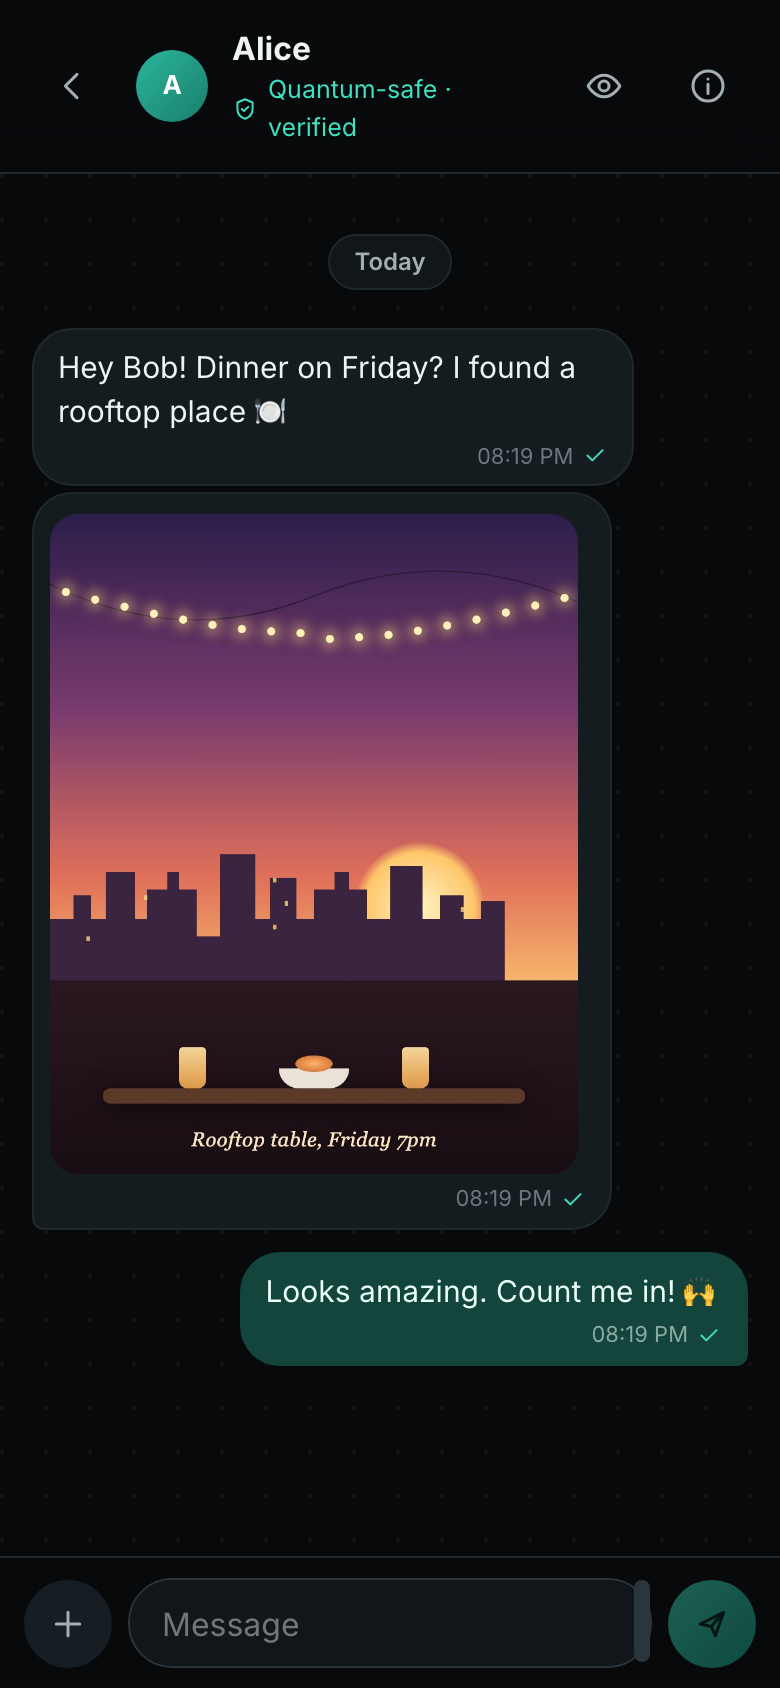 Alice
A
Quantum-safe ·
verified
Today
Hey Bob! Dinner on Friday? I found a
rooftop place 🍽️
08:19 PM
Rooftop table, Friday 7pm
08:19 PM
Looks amazing. Count me in! 🙌
08:19 PM
Message